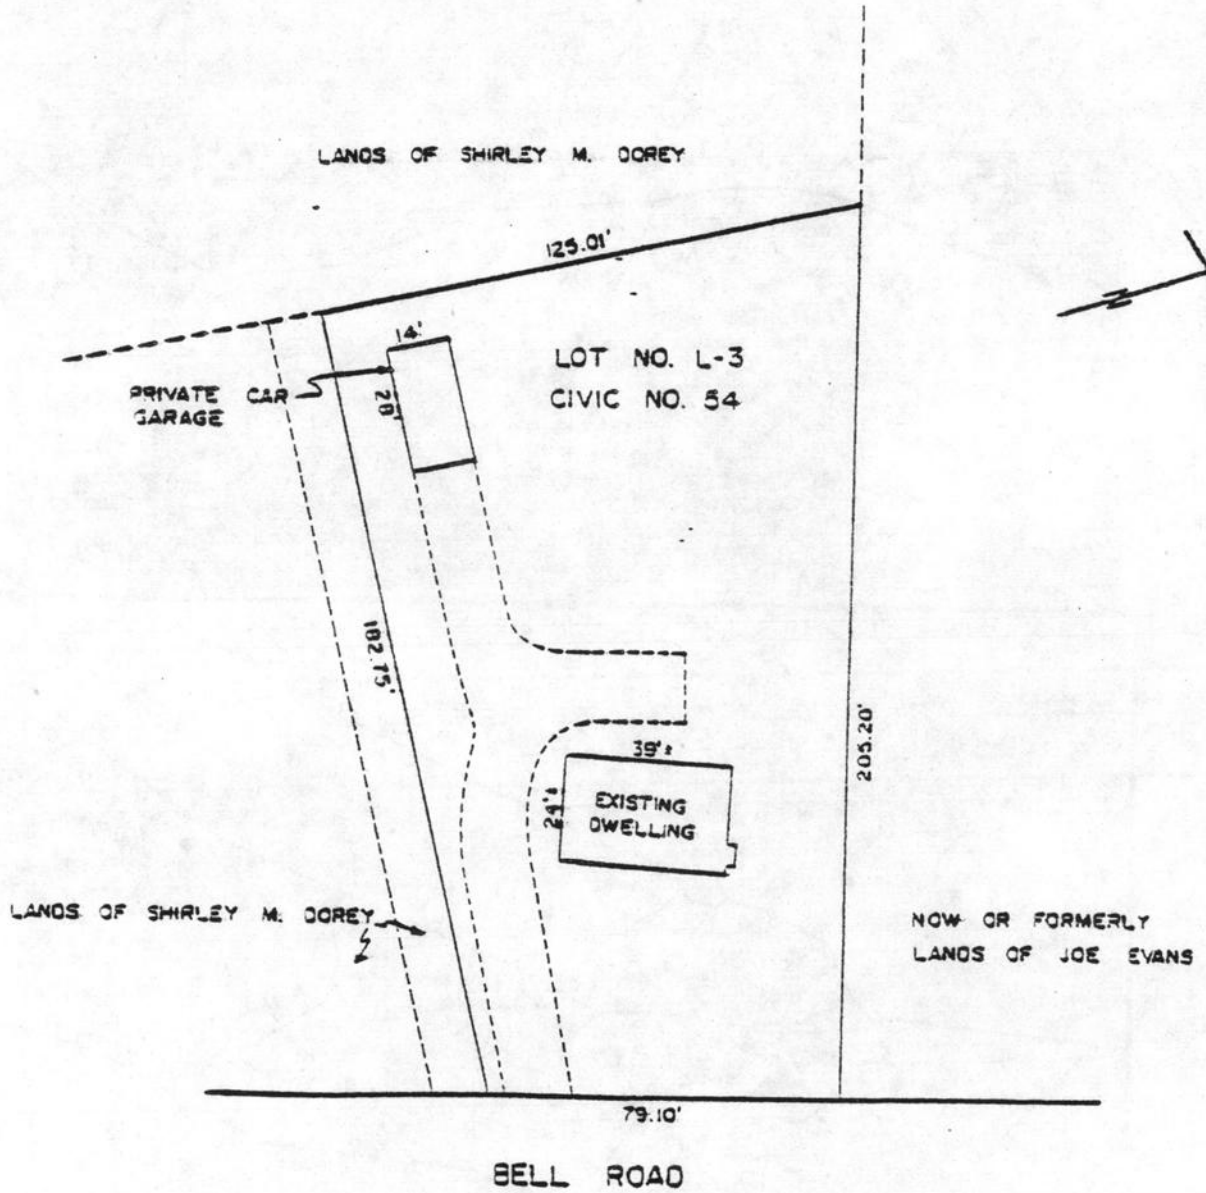 LANDS OF SHIRLEY M. DOREY
125.01'
N
14'
LOT NO. L-3
PRIVATE CAR
GARAGE
28'
CIVIC NO. 54
182.75'
205.20'
39'±
EXISTING
DWELLING
LANDS OF SHIRLEY M. DOREY
NOW OR FORMERLY
LANDS OF JOE EVANS
79.10'
BELL ROAD